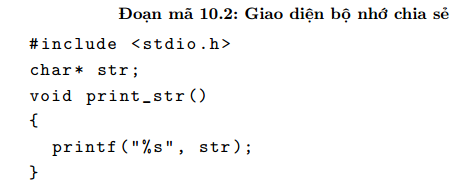 Đoạn mã 10.2: Giao diện bộ nhớ chia sẻ
#include <stdio.h>
char* str;
void print_str()
{
  printf("%s", str);
}